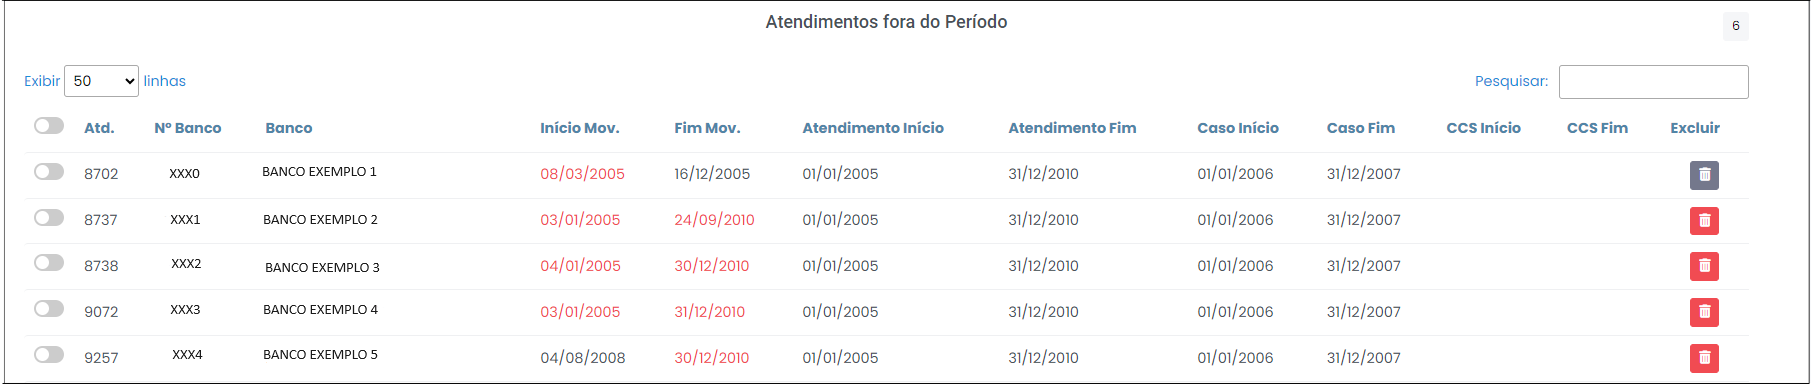 Atendimentos fora do Período
6
Exibir 50 linhas Pesquisar:
Atd. Nº Banco Banco Início Mov. Fim Mov. Atendimento Início Atendimento Fim Caso Início Caso Fim CCS Início CCS Fim Excluir
8702 XXX0 BANCO EXEMPLO 1 08/03/2005 16/12/2005 01/01/2005 31/12/2010 01/01/2006 31/12/2007
8737 XXX1 BANCO EXEMPLO 2 03/01/2005 24/09/2010 01/01/2005 31/12/2010 01/01/2006 31/12/2007
8738 XXX2 BANCO EXEMPLO 3 04/01/2005 30/12/2010 01/01/2005 31/12/2010 01/01/2006 31/12/2007
9072 XXX3 BANCO EXEMPLO 4 03/01/2005 31/12/2010 01/01/2005 31/12/2010 01/01/2006 31/12/2007
9257 XXX4 BANCO EXEMPLO 5 04/08/2008 30/12/2010 01/01/2005 31/12/2010 01/01/2006 31/12/2007